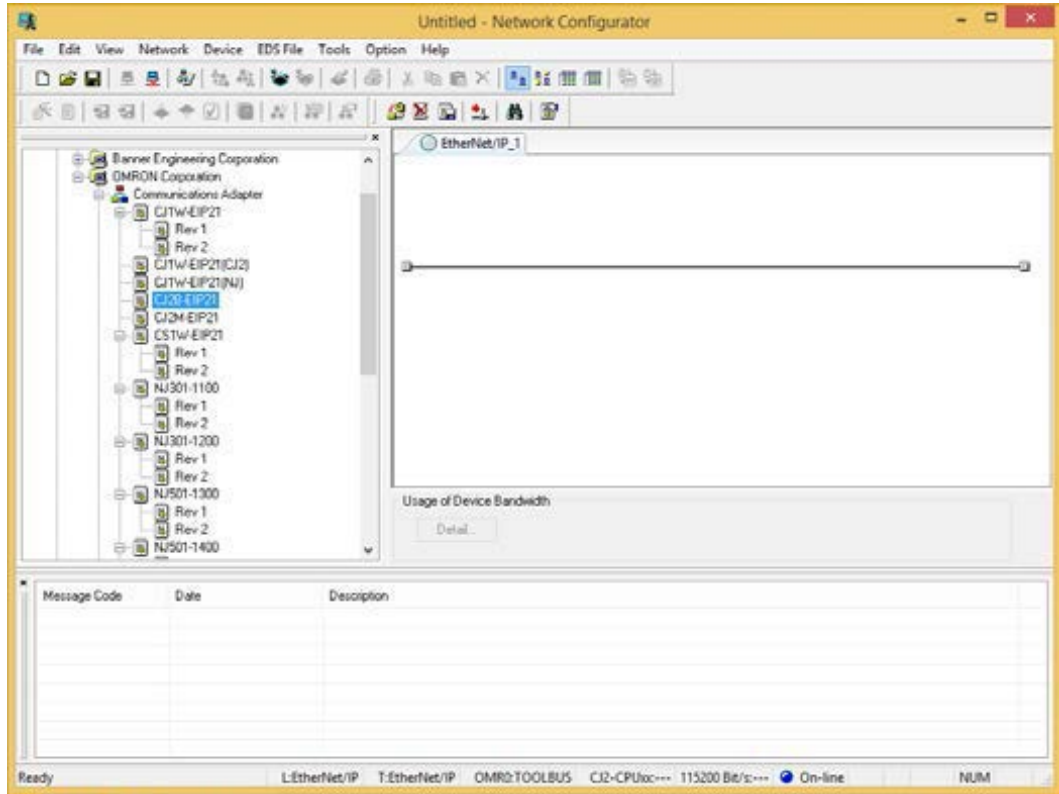 Untitled - Network Configurator
File Edit View Network Device EDS File Tools Option Help
EtherNet/IP_1
Banner Engineering Corporation
OMRON Corporation
Communications Adapter
CJ1W-EIP21
Rev 1
Rev 2
CJ1W-EIP21(CJ2)
CJ1W-EIP21(NJ)
CJ2B-EIP21
CJ2M-EIP21
CS1W-EIP21
Rev 1
Rev 2
NJ301-1100
Rev 1
Rev 2
NJ301-1200
Rev 1
Rev 2
NJ501-1300
Rev 1
Rev 2
NJ501-1400
Usage of Device Bandwidth
Detail...
Message Code Date Description
Ready L:EtherNet/IP T:EtherNet/IP OMR0:TOOLBUS CJ2-CPUxx:--- 115200 Bit/s:--- On-line NUM